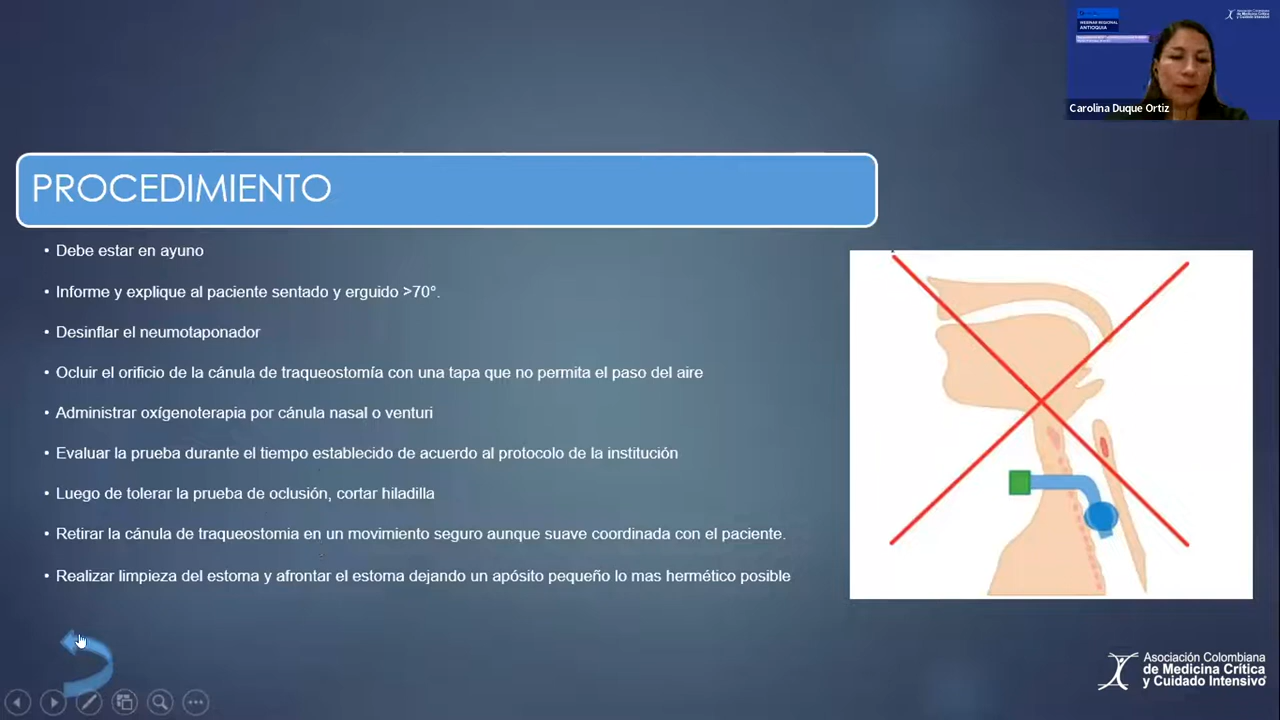 WEBINAR REGIONAL
ANTIOQUIA
Carolina Duque Ortiz
PROCEDIMIENTO
• Debe estar en ayuno
• Informe y explique al paciente sentado y erguido >70°.
• Desinflar el neumotaponador
• Ocluir el orificio de la cánula de traqueostomía con una tapa que no permita el paso del aire
• Administrar oxígenoterapia por cánula nasal o venturi
• Evaluar la prueba durante el tiempo establecido de acuerdo al protocolo de la institución
• Luego de tolerar la prueba de oclusión, cortar hiladilla
• Retirar la cánula de traqueostomia en un movimiento seguro aunque suave coordinada con el paciente.
• Realizar limpieza del estoma y afrontar el estoma dejando un apósito pequeño lo mas hermético posible
Asociación Colombiana
de Medicina Crítica
y Cuidado Intensivo